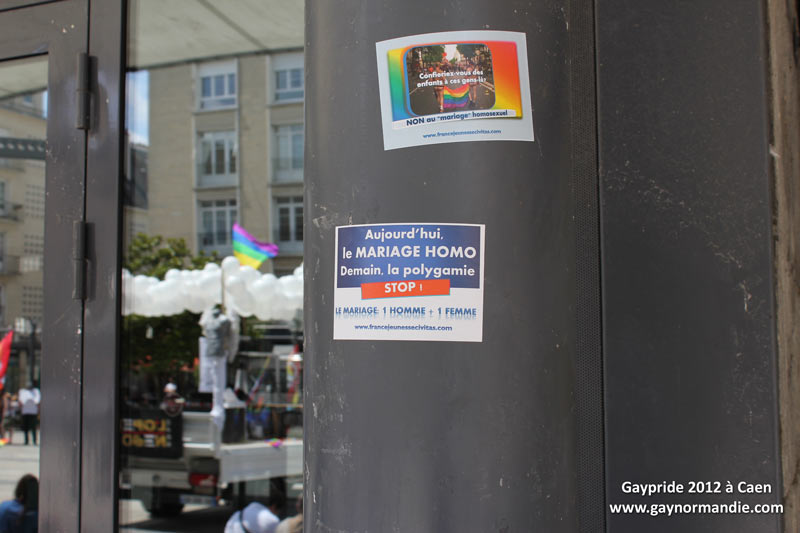 Confieriez-vous des
enfants à ces gens-là?
NON au "mariage" homosexuel
www.francejeunessecivitas.com
Aujourd'hui,
le MARIAGE HOMO
Demain, la polygamie
STOP !
LE MARIAGE: 1 HOMME + 1 FEMME
www.francejeunessecivitas.com
Gaypride 2012 à Caen
www.gaynormandie.com